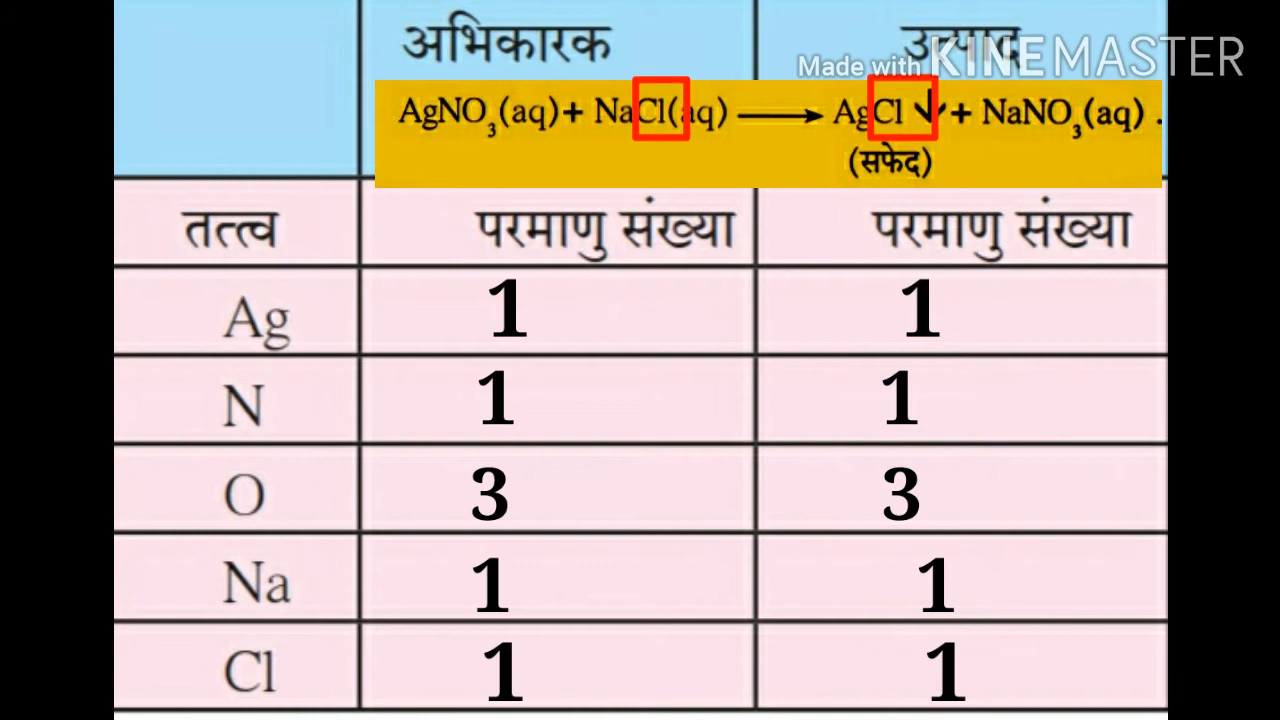 अभिकारक उत्पाद
Made with KINEMASTER
AgNO₃(aq)+ NaCl(aq) ⟶ AgCl ↓ + NaNO₃(aq) .
(सफेद)
तत्त्व परमाणु संख्या परमाणु संख्या
Ag 1 1
N 1 1
O 3 3
Na 1 1
Cl 1 1